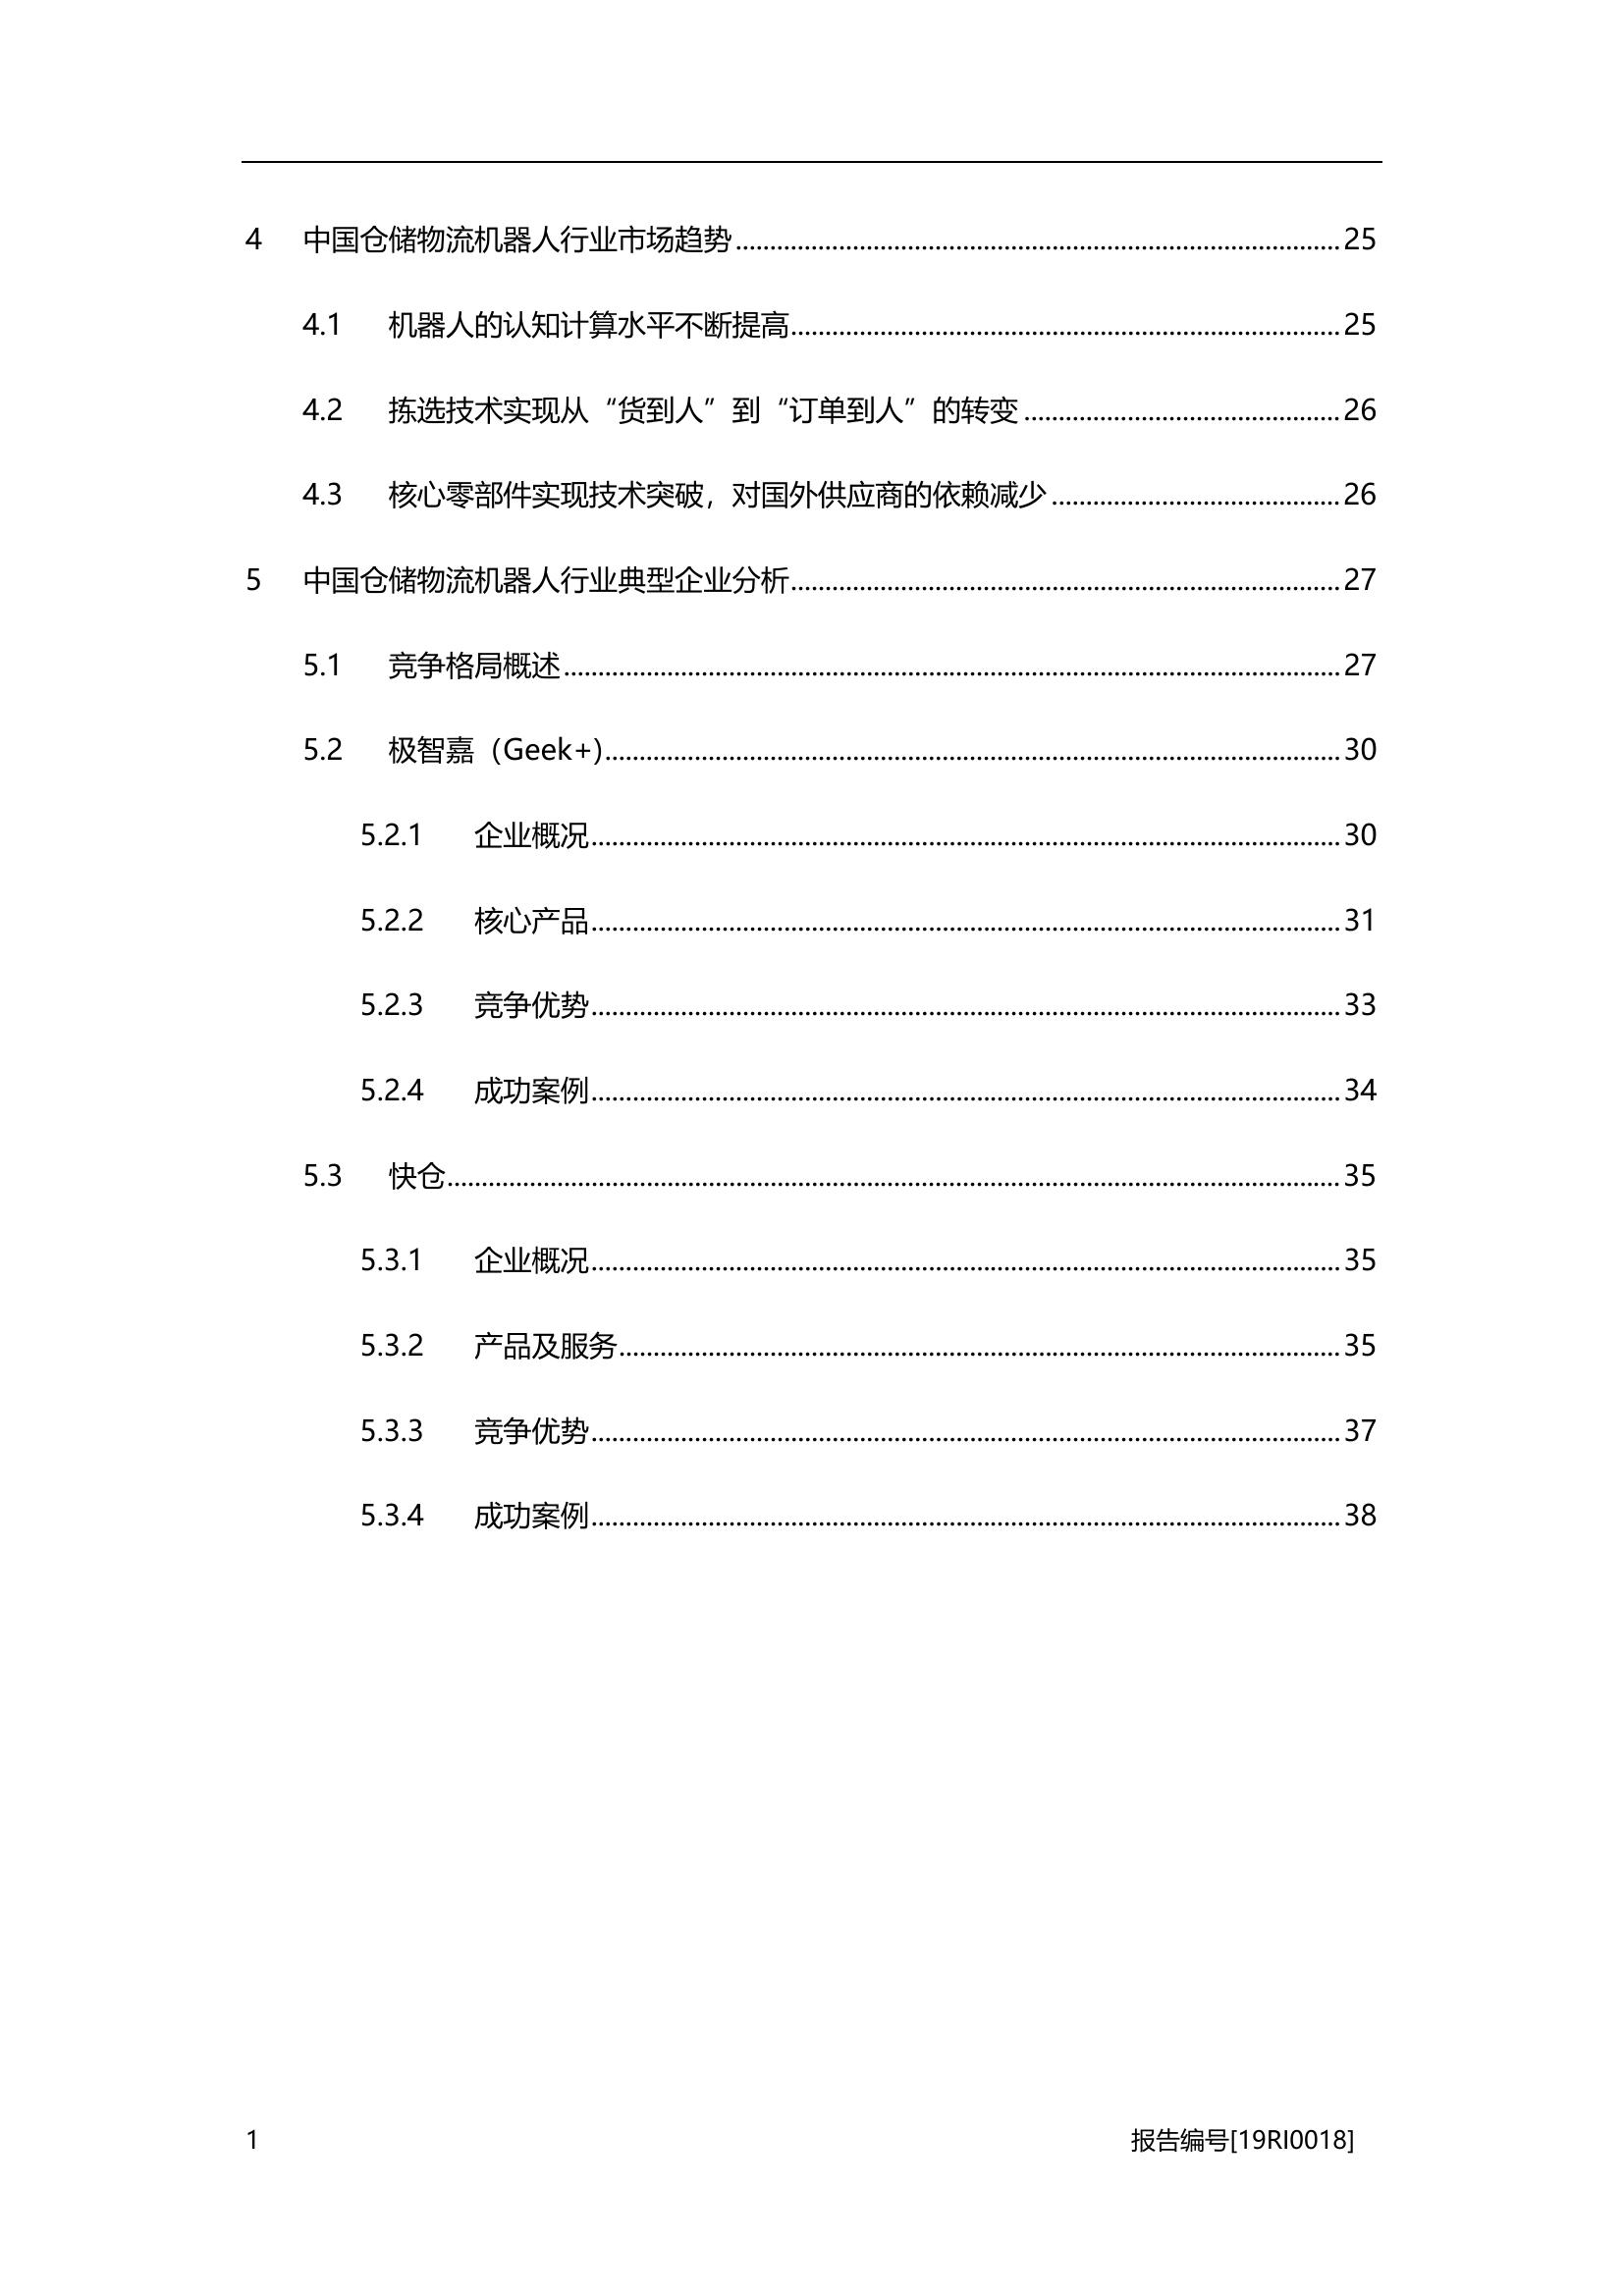 4 中国仓储物流机器人行业市场趋势 25
4.1 机器人的认知计算水平不断提高 25
4.2 拣选技术实现从“货到人”到“订单到人”的转变 26
4.3 核心零部件实现技术突破，对国外供应商的依赖减少 26
5 中国仓储物流机器人行业典型企业分析 27
5.1 竞争格局概述 27
5.2 极智嘉（Geek+） 30
5.2.1 企业概况 30
5.2.2 核心产品 31
5.2.3 竞争优势 33
5.2.4 成功案例 34
5.3 快仓 35
5.3.1 企业概况 35
5.3.2 产品及服务 35
5.3.3 竞争优势 37
5.3.4 成功案例 38
1 报告编号[19RI0018]